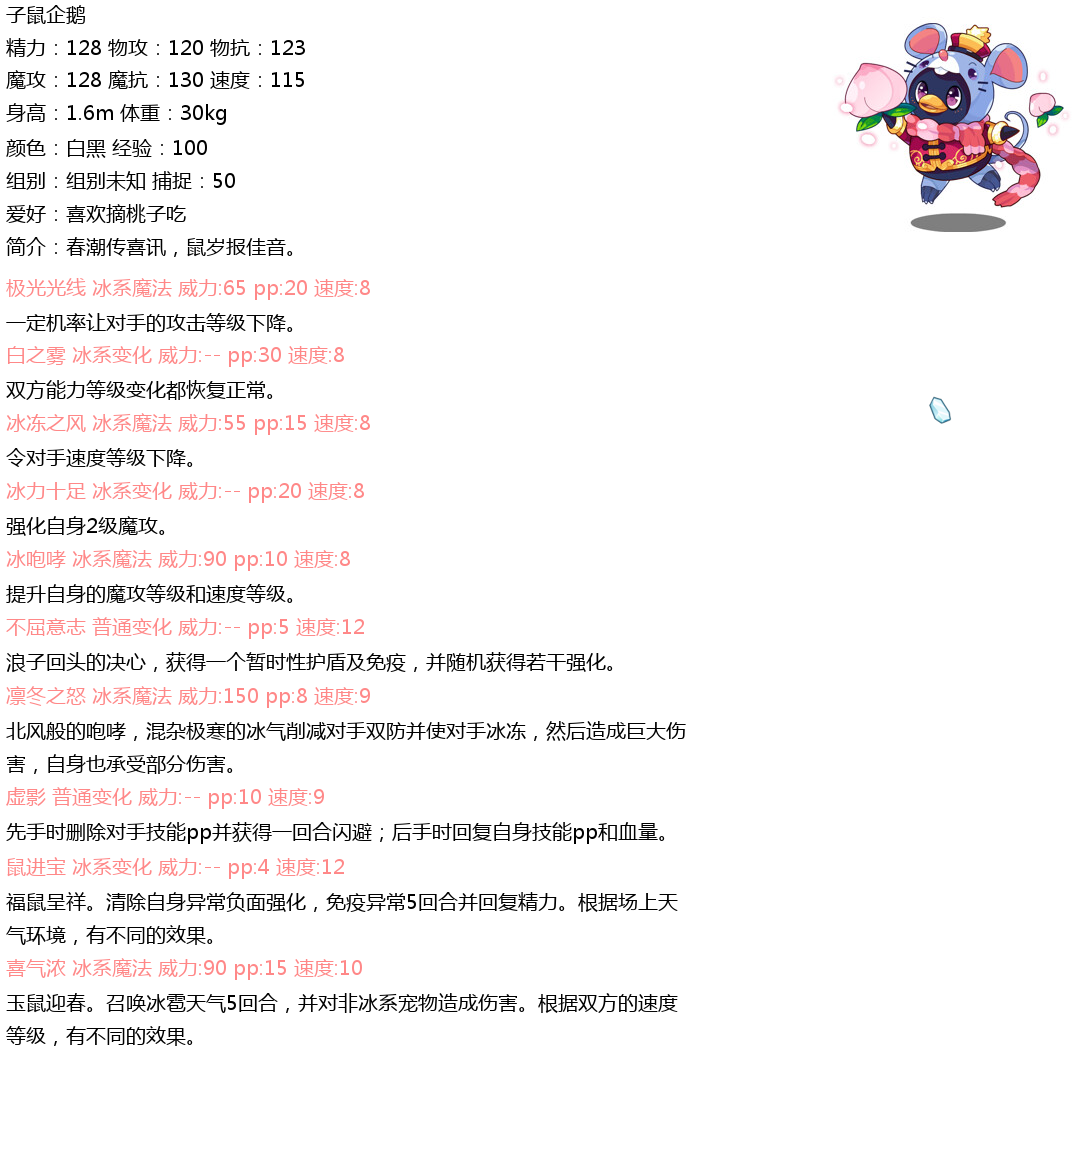 子鼠企鹅
精力：128 物攻：120 物抗：123
魔攻：128 魔抗：130 速度：115
身高：1.6m 体重：30kg
颜色：白黑 经验：100
组别：组别未知 捕捉：50
爱好：喜欢摘桃子吃
简介：春潮传喜讯，鼠岁报佳音。
极光光线 冰系魔法 威力:65 pp:20 速度:8
一定机率让对手的攻击等级下降。
白之雾 冰系变化 威力:-- pp:30 速度:8
双方能力等级变化都恢复正常。
冰冻之风 冰系魔法 威力:55 pp:15 速度:8
令对手速度等级下降。
冰力十足 冰系变化 威力:-- pp:20 速度:8
强化自身2级魔攻。
冰咆哮 冰系魔法 威力:90 pp:10 速度:8
提升自身的魔攻等级和速度等级。
不屈意志 普通变化 威力:-- pp:5 速度:12
浪子回头的决心，获得一个暂时性护盾及免疫，并随机获得若干强化。
凛冬之怒 冰系魔法 威力:150 pp:8 速度:9
北风般的咆哮，混杂极寒的冰气削减对手双防并使对手冰冻，然后造成巨大伤
害，自身也承受部分伤害。
虚影 普通变化 威力:-- pp:10 速度:9
先手时删除对手技能pp并获得一回合闪避；后手时回复自身技能pp和血量。
鼠进宝 冰系变化 威力:-- pp:4 速度:12
福鼠呈祥。清除自身异常负面强化，免疫异常5回合并回复精力。根据场上天
气环境，有不同的效果。
喜气浓 冰系魔法 威力:90 pp:15 速度:10
玉鼠迎春。召唤冰雹天气5回合，并对非冰系宠物造成伤害。根据双方的速度
等级，有不同的效果。